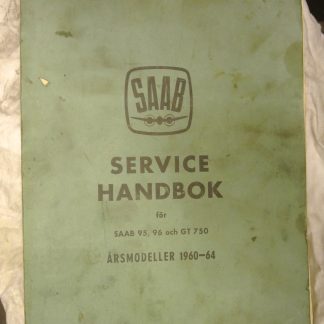 SAAB
SERVICE
HANDBOK
för
SAAB 95, 96 och GT 750
ÅRSMODELLER 1960–64